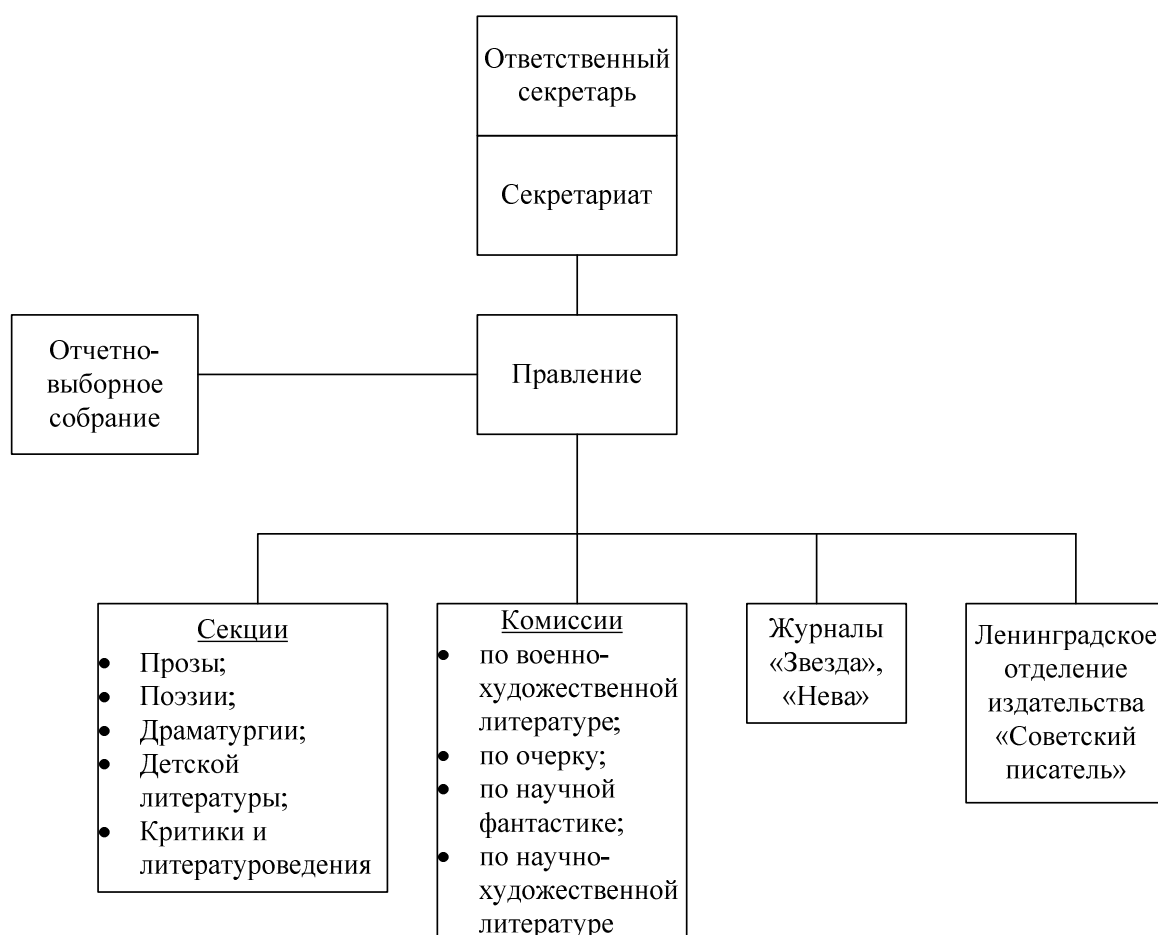 Ответственный
секретарь
Секретариат
Отчетно-
выборное
собрание
Правление
Секции
• Прозы;
• Поэзии;
• Драматургии;
• Детской
литературы;
• Критики и
литературоведения
Комиссии
• по военно-
художественной
литературе;
• по очерку;
• по научной
фантастике;
• по научно-
художественной
литературе
Журналы
«Звезда»,
«Нева»
Ленинградское
отделение
издательства
«Советский
писатель»